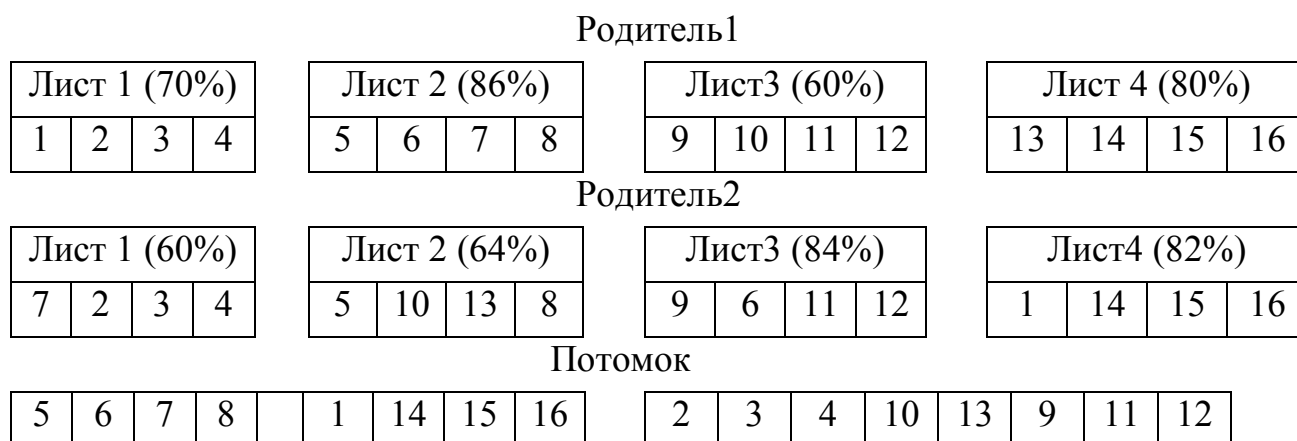 Родитель1
Лист 1 (70%) Лист 2 (86%) Лист3 (60%) Лист 4 (80%)
1 2 3 4 5 6 7 8 9 10 11 12 13 14 15 16
Родитель2
Лист 1 (60%) Лист 2 (64%) Лист3 (84%) Лист4 (82%)
7 2 3 4 5 10 13 8 9 6 11 12 1 14 15 16
Потомок
5 6 7 8 1 14 15 16 2 3 4 10 13 9 11 12